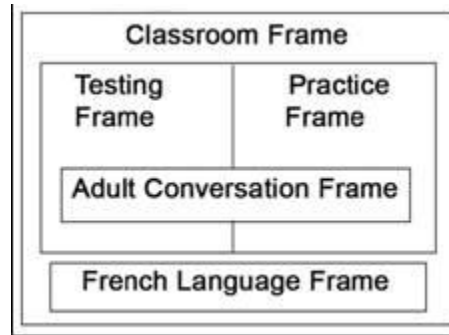 Classroom Frame
Testing Frame
Practice Frame
Adult Conversation Frame
French Language Frame